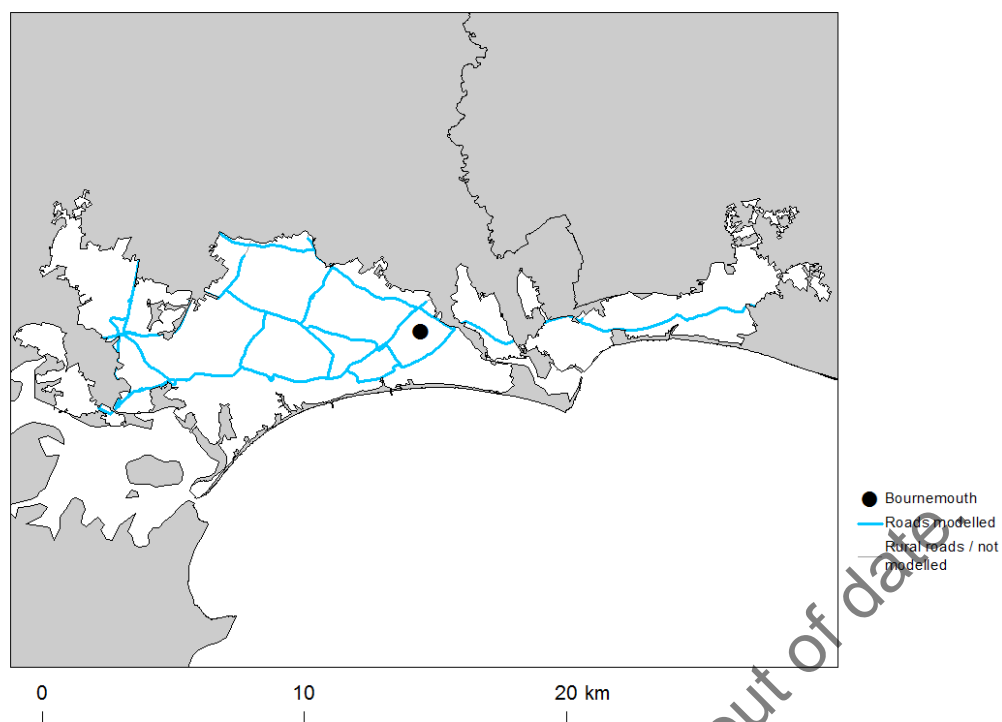 Bournemouth
Roads modelled
Rural roads / not
modelled
0 10 20 km
out of date.